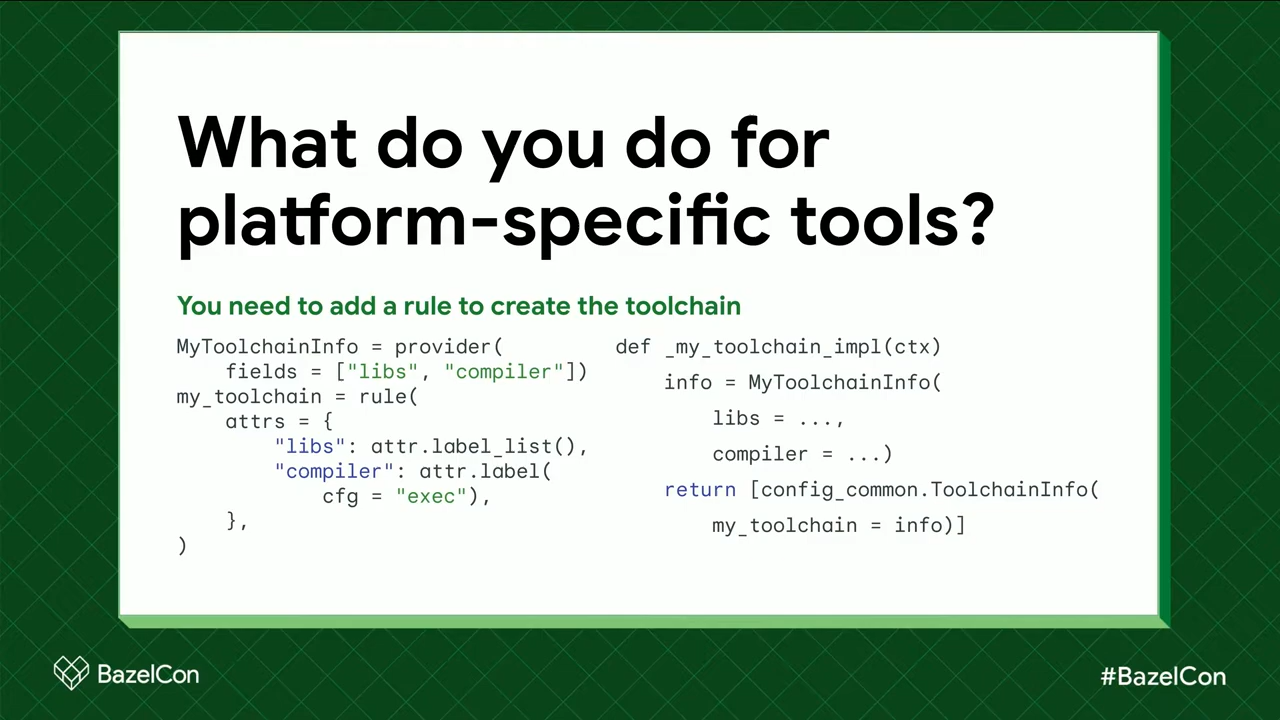 What do you do for
platform-specific tools?
You need to add a rule to create the toolchain
MyToolchainInfo = provider(
    fields = ["libs", "compiler"])
my_toolchain = rule(
    attrs = {
        "libs": attr.label_list(),
        "compiler": attr.label(
            cfg = "exec"),
    },
)
def _my_toolchain_impl(ctx)
    info = MyToolchainInfo(
        libs = ...,
        compiler = ...)
    return [config_common.ToolchainInfo(
        my_toolchain = info)]
BazelCon
#BazelCon